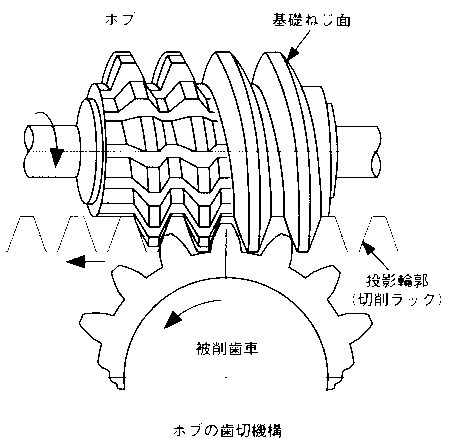 ホブ
基礎ねじ面
投影輪郭
(切削ラック)
被削歯車
ホブの歯切機構